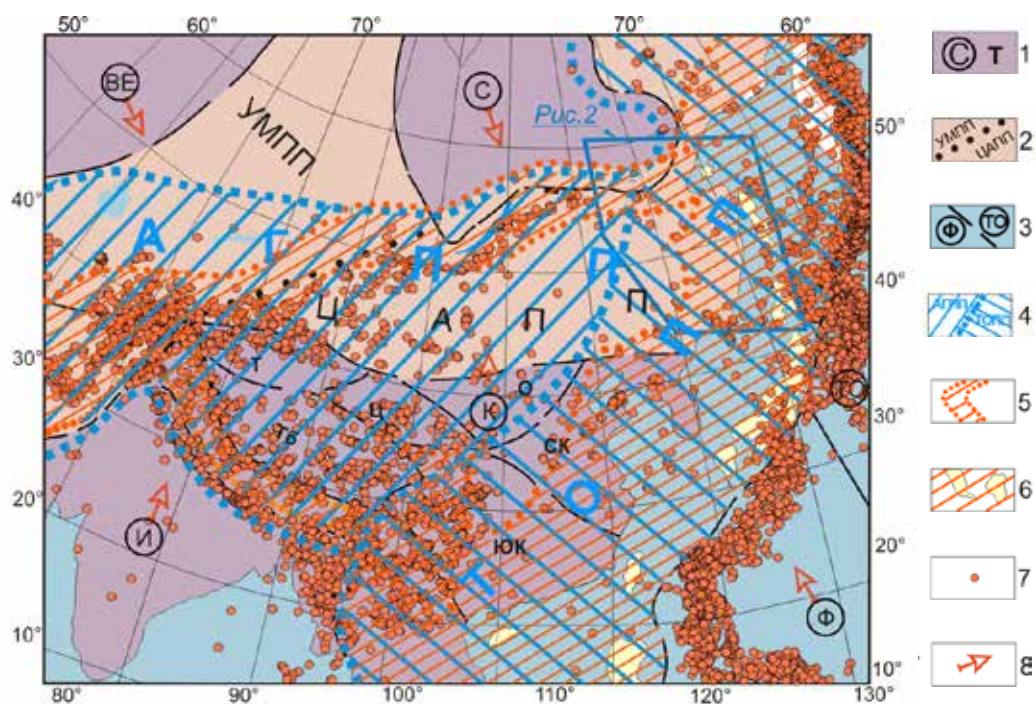 50° 60° 70° 70° 60°
ВЕ
С
УМПП
Рис.2
50°
40°
А Г П П
Ц А П П
40°
30°
Т
О
К
Ц
ТБ
СК
ТО
30°
20°
И
О
ЮК
Т
20°
Ф
10°
10°
80° 90° 100° 110° 120° 130°
С Т 1
УМПП ЦАПП 2
Ф ТО 3
АГПП ТОПП 4
5
6
7
8